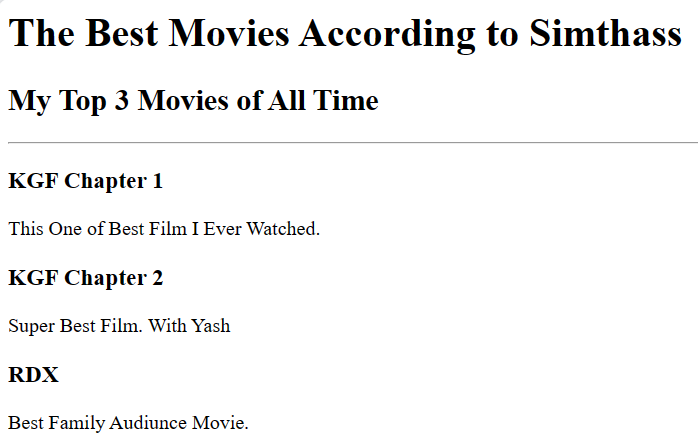 The Best Movies According to Simthass
My Top 3 Movies of All Time
KGF Chapter 1
This One of Best Film I Ever Watched.
KGF Chapter 2
Super Best Film. With Yash
RDX
Best Family Audiunce Movie.